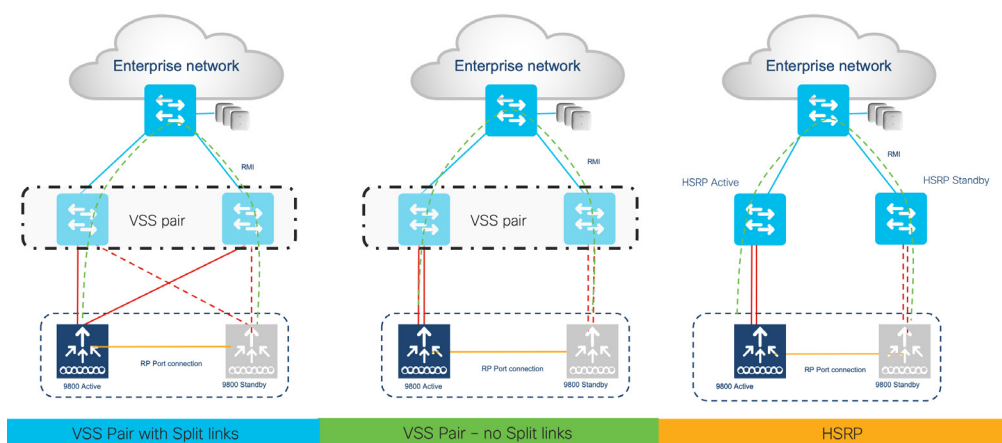 Enterprise network
RMI
VSS pair
RP Port connection
9800 Active
9800 Standby
VSS Pair with Split links
Enterprise network
RMI
VSS pair
RP Port connection
9800 Active
9800 Standby
VSS Pair – no Split links
Enterprise network
RMI
HSRP Active
HSRP Standby
RP Port connection
9800 Active
9800 Standby
HSRP